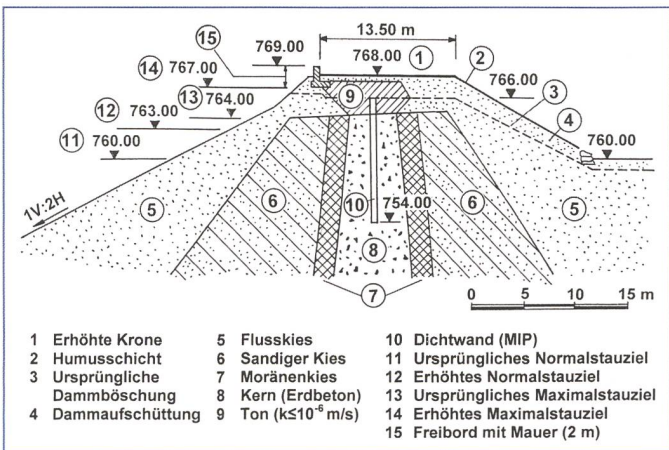 13.50 m
15
769.00
768.00
1
2
14
767.00
766.00
3
13
764.00
9
4
12
763.00
11
760.00
760.00
1V:2H
5
6
10
754.00
6
5
8
7
0 5 10 15 m
1 Erhöhte Krone
2 Humusschicht
3 Ursprüngliche
Dammböschung
4 Dammaufschüttung
5 Flusskies
6 Sandiger Kies
7 Moränenkies
8 Kern (Erdbeton)
9 Ton (k≤10⁻⁶ m/s)
10 Dichtwand (MIP)
11 Ursprüngliches Normalstauziel
12 Erhöhtes Normalstauziel
13 Ursprüngliches Maximalstauziel
14 Erhöhtes Maximalstauziel
15 Freibord mit Mauer (2 m)